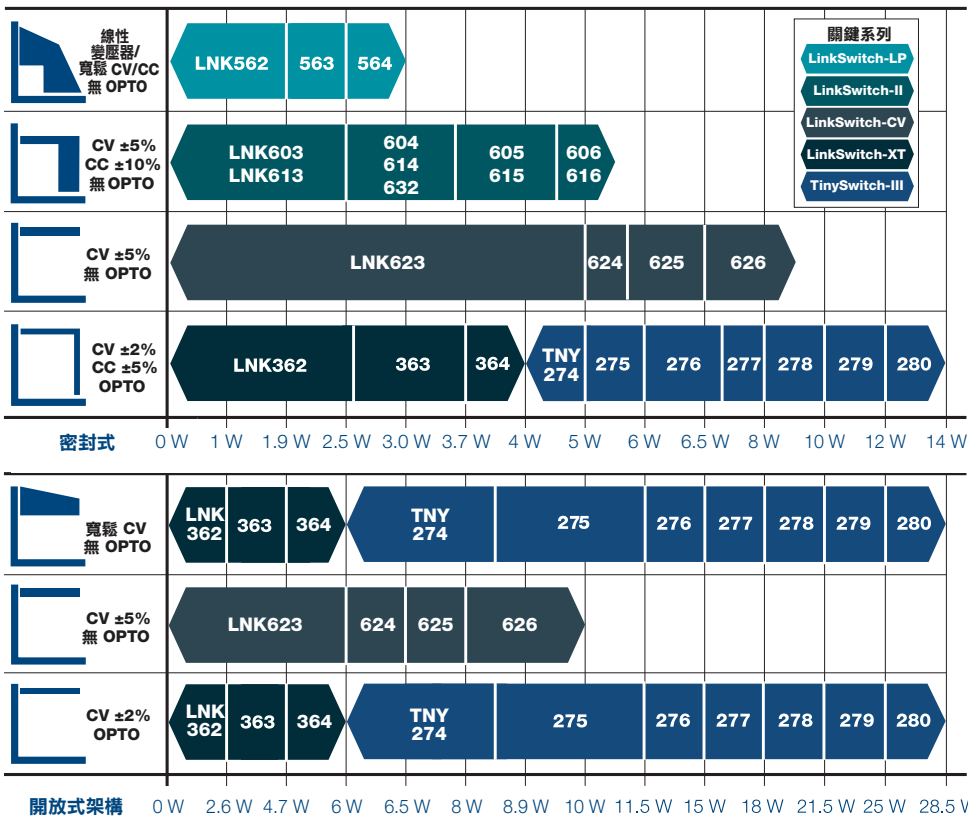 線性
變壓器/
寬鬆 CV/CC
無 OPTO
LNK562
563
564
關鍵系列
LinkSwitch-LP
LinkSwitch-II
LinkSwitch-CV
LinkSwitch-XT
TinySwitch-III
CV ±5%
CC ±10%
無 OPTO
LNK603
LNK613
604
614
632
605
615
606
616
CV ±5%
無 OPTO
LNK623
624
625
626
CV ±2%
CC ±5%
OPTO
LNK362
363
364
TNY
274
275
276
277
278
279
280
密封式
0 W 1 W 1.9 W 2.5 W 3.0 W 3.7 W 4 W 5 W 6 W 6.5 W 8 W 10 W 12 W 14 W
寬鬆 CV
無 OPTO
LNK
362
363
364
TNY
274
275
276
277
278
279
280
CV ±5%
無 OPTO
LNK623
624
625
626
CV ±2%
OPTO
LNK
362
363
364
TNY
274
275
276
277
278
279
280
開放式架構
0 W 2.6 W 4.7 W 6 W 6.5 W 8 W 8.9 W 10 W 11.5 W 15 W 18 W 21.5 W 25 W 28.5 W